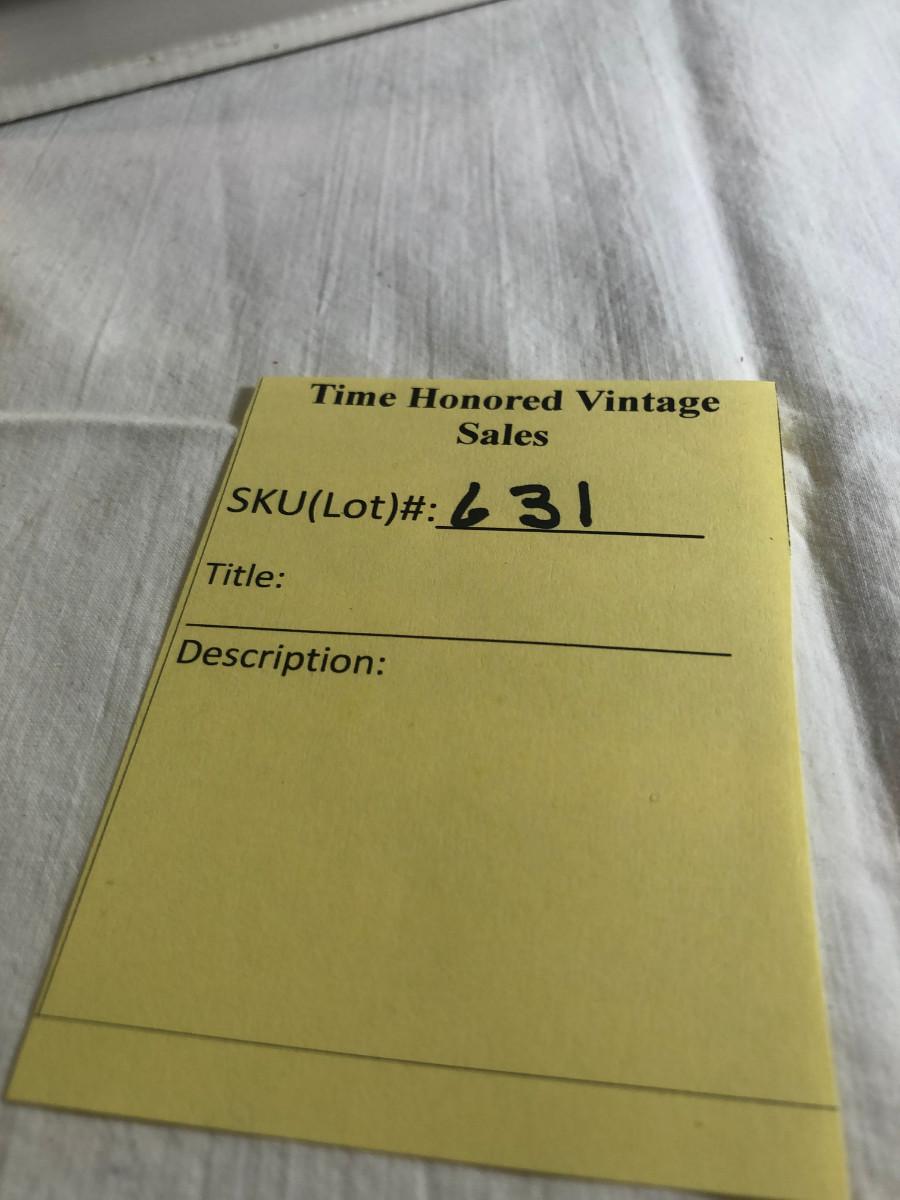 Time Honored Vintage
Sales
SKU(Lot)#: 631
Title:
Description: